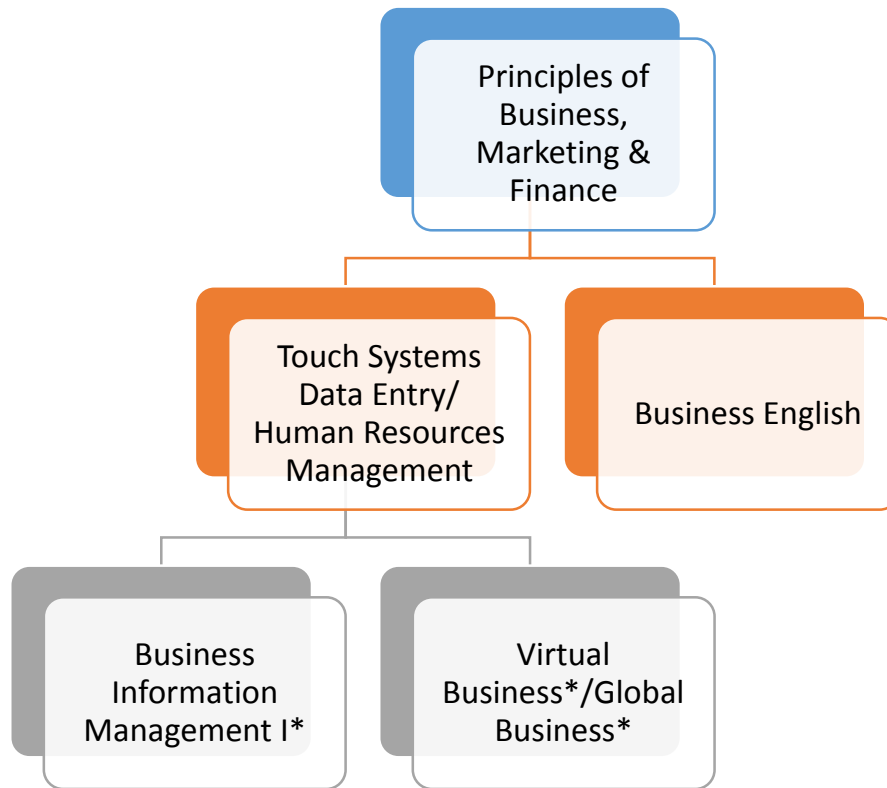 Principles of
Business,
Marketing &
Finance
Touch Systems
Data Entry/
Human Resources
Management
Business English
Business
Information
Management I*
Virtual
Business*/Global
Business*